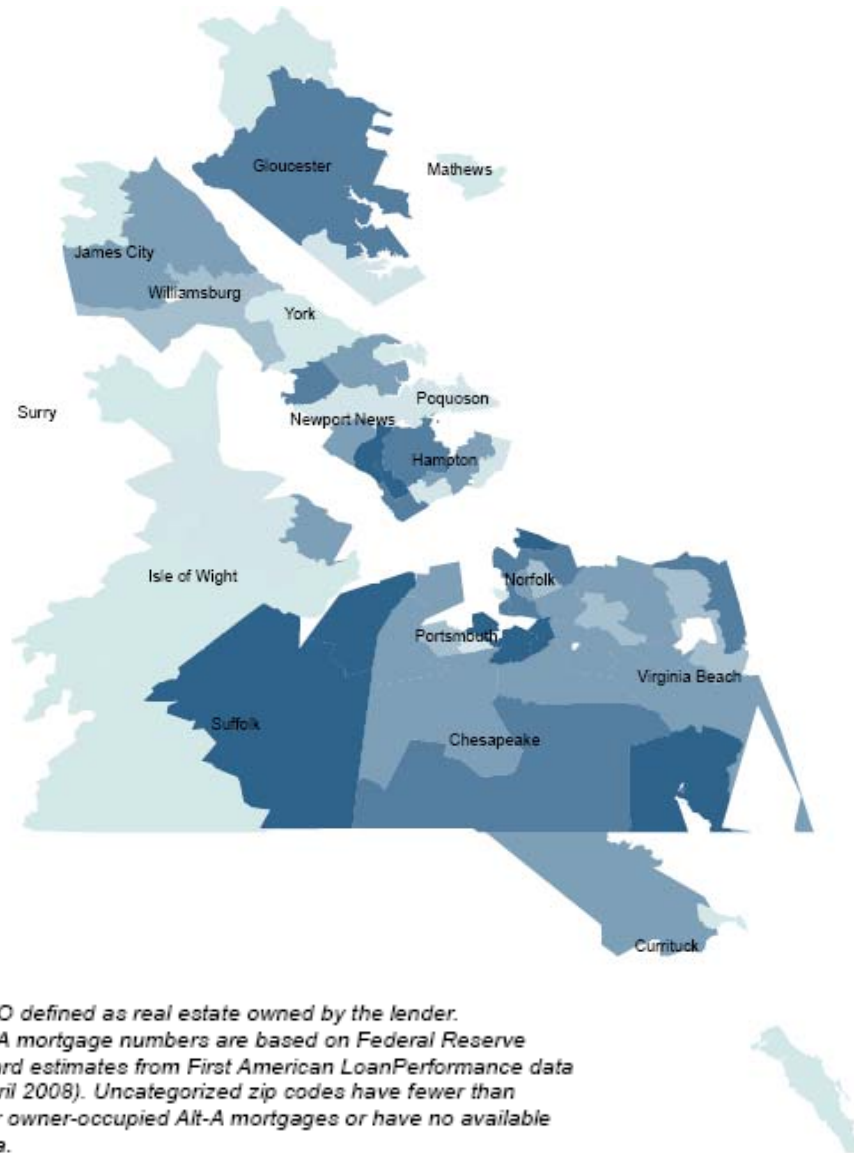 Gloucester
Mathews
James City
Williamsburg
York
Surry
Poquoson
Newport News
Hampton
Isle of Wight
Norfolk
Portsmouth
Virginia Beach
Suffolk
Chesapeake
Currituck
O defined as real estate owned by the lender.
A mortgage numbers are based on Federal Reserve
ard estimates from First American LoanPerformance data
ril 2008). Uncategorized zip codes have fewer than
r owner-occupied Alt-A mortgages or have no available
e.